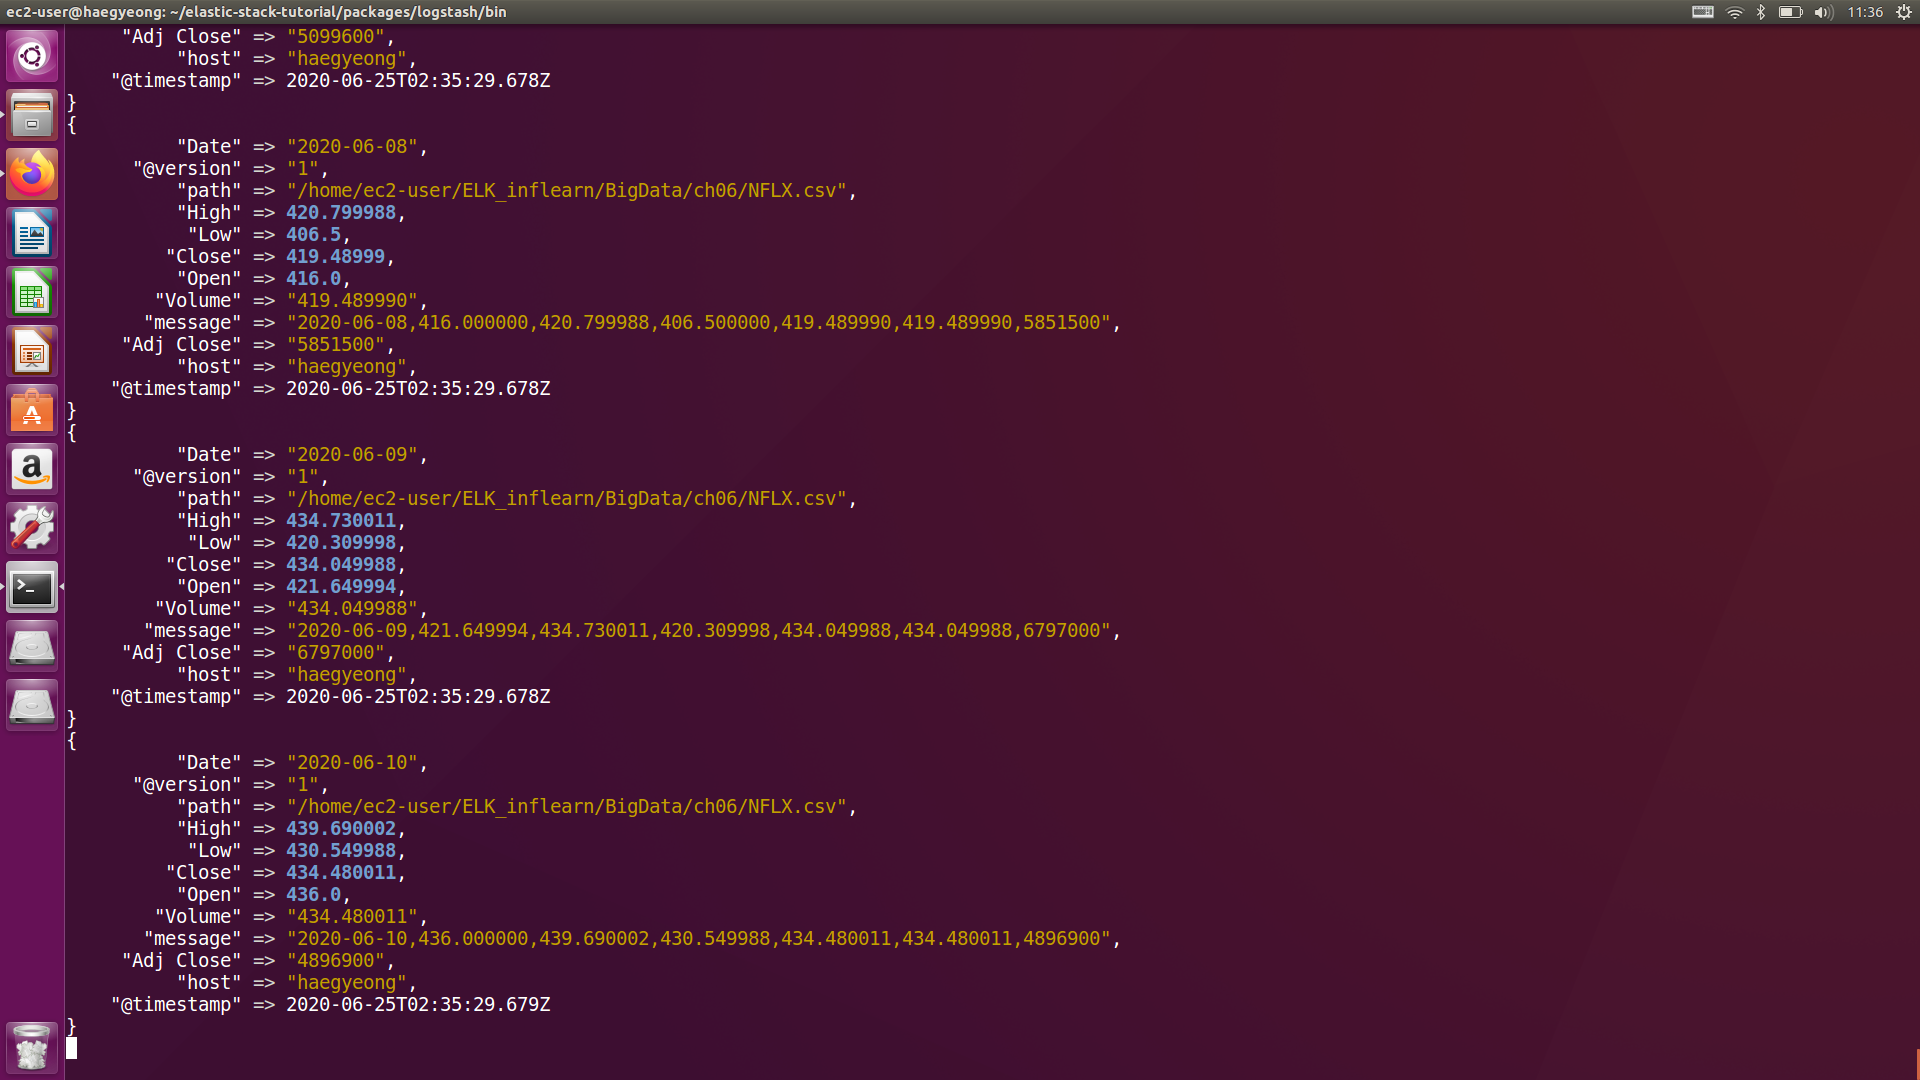 ec2-user@haegyeong: ~/elastic-stack-tutorial/packages/logstash/bin 11:36
"Adj Close" => "5099600",
"host" => "haegyeong",
"@timestamp" => 2020-06-25T02:35:29.678Z
}
{
"Date" => "2020-06-08",
"@version" => "1",
"path" => "/home/ec2-user/ELK_inflearn/BigData/ch06/NFLX.csv",
"High" => 420.799988,
"Low" => 406.5,
"Close" => 419.48999,
"Open" => 416.0,
"Volume" => "419.489990",
"message" => "2020-06-08,416.000000,420.799988,406.500000,419.489990,419.489990,5851500",
"Adj Close" => "5851500",
"host" => "haegyeong",
"@timestamp" => 2020-06-25T02:35:29.678Z
}
{
"Date" => "2020-06-09",
"@version" => "1",
"path" => "/home/ec2-user/ELK_inflearn/BigData/ch06/NFLX.csv",
"High" => 434.730011,
"Low" => 420.309998,
"Close" => 434.049988,
"Open" => 421.649994,
"Volume" => "434.049988",
"message" => "2020-06-09,421.649994,434.730011,420.309998,434.049988,434.049988,6797000",
"Adj Close" => "6797000",
"host" => "haegyeong",
"@timestamp" => 2020-06-25T02:35:29.678Z
}
{
"Date" => "2020-06-10",
"@version" => "1",
"path" => "/home/ec2-user/ELK_inflearn/BigData/ch06/NFLX.csv",
"High" => 439.690002,
"Low" => 430.549988,
"Close" => 434.480011,
"Open" => 436.0,
"Volume" => "434.480011",
"message" => "2020-06-10,436.000000,439.690002,430.549988,434.480011,434.480011,4896900",
"Adj Close" => "4896900",
"host" => "haegyeong",
"@timestamp" => 2020-06-25T02:35:29.679Z
}